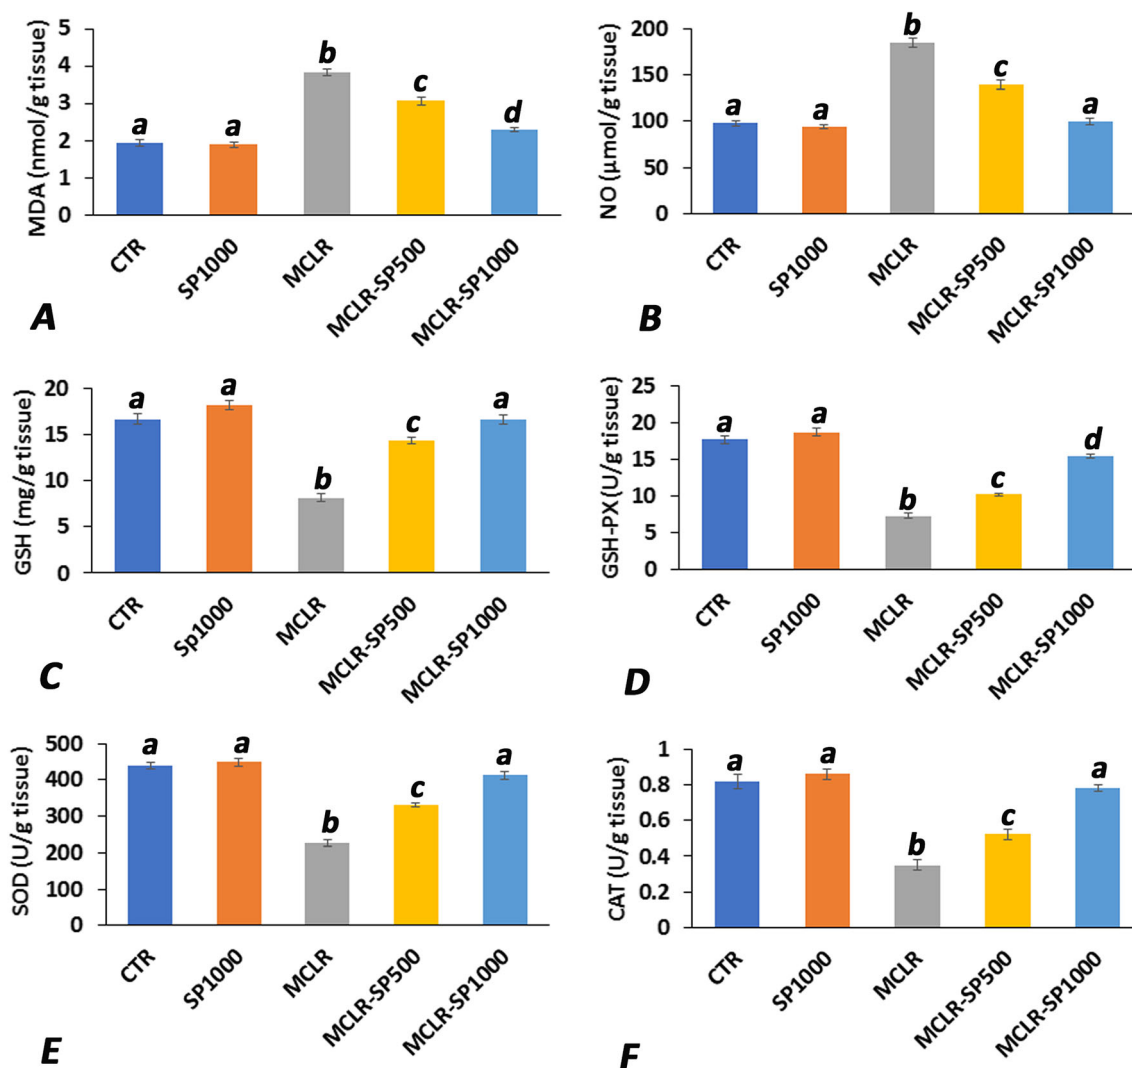 MDA (nmol/g tissue)
5
4
3
2
1
0
a
a
b
c
d
CTR
SP1000
MCLR
MCLR-SP500
MCLR-SP1000
A
NO (μmol/g tissue)
200
150
100
50
0
a
a
b
c
a
CTR
SP1000
MCLR
MCLR-SP500
MCLR-SP1000
B
GSH (mg/g tissue)
20
15
10
5
0
a
a
b
c
a
CTR
Sp1000
MCLR
MCLR-SP500
MCLR-SP1000
C
GSH-PX (U/g tissue)
25
20
15
10
5
0
a
a
b
c
d
CTR
SP1000
MCLR
MCLR-SP500
MCLR-SP1000
D
SOD (U/g tissue)
500
400
300
200
100
0
a
a
b
c
a
CTR
SP1000
MCLR
MCLR-SP500
MCLR-SP1000
E
CAT (U/g tissue)
1
0.8
0.6
0.4
0.2
0
a
a
b
c
a
CTR
SP1000
MCLR
MCLR-SP500
MCLR-SP1000
F